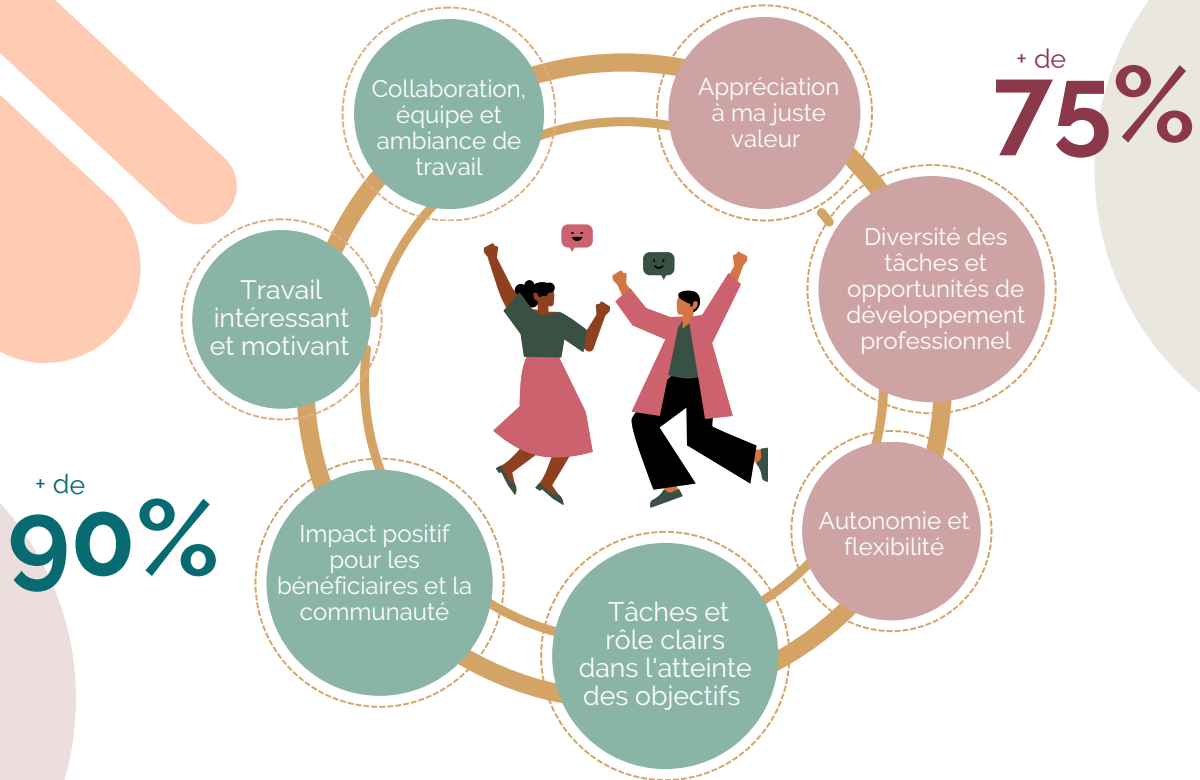 Collaboration,
équipe et
ambiance de
travail
Appréciation
à ma juste
valeur
+ de
75%
Diversité des
tâches et
opportunités de
développement
professionnel
Travail
intéressant
et motivant
+ de
90%
Impact positif
pour les
bénéficiaires et la
communauté
Autonomie et
flexibilité
Tâches et
rôle clairs
dans l'atteinte
des objectifs